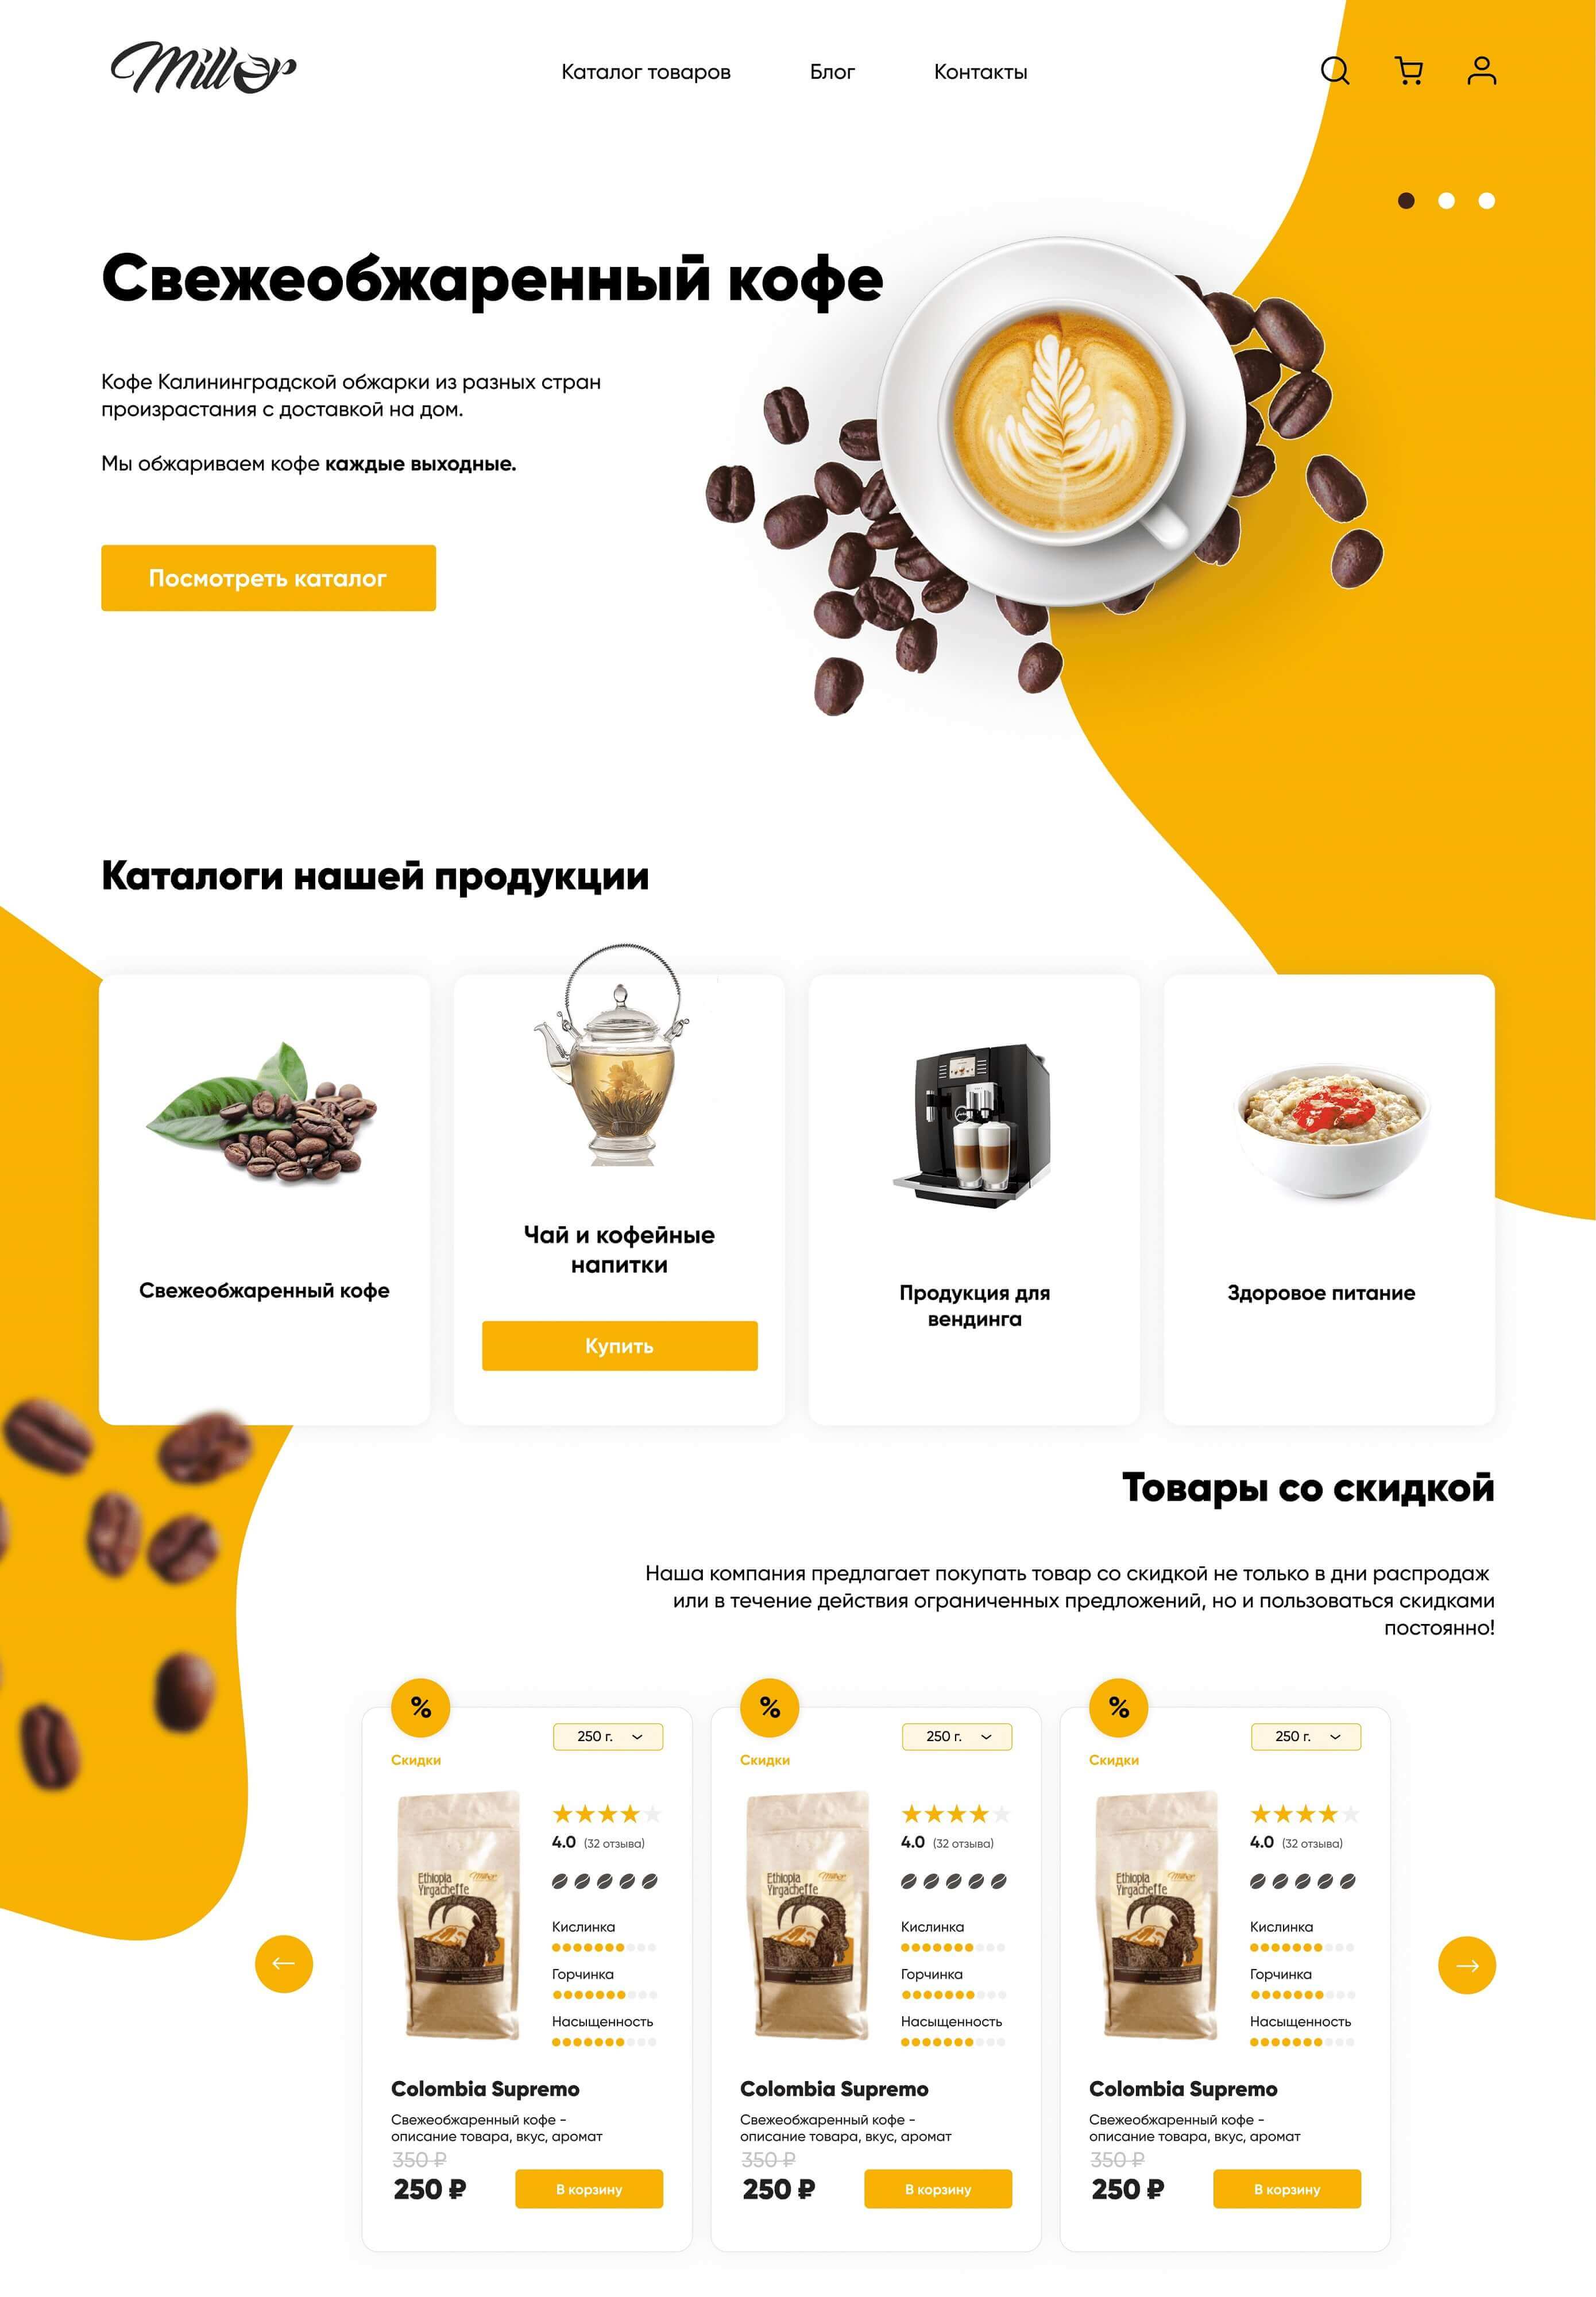 Miller
Каталог товаров
Блог
Контакты
Свежеобжаренный кофе
Кофе Калининградской обжарки из разных стран
произрастания с доставкой на дом.
Мы обжариваем кофе каждые выходные.
Посмотреть каталог
Каталоги нашей продукции
Свежеобжаренный кофе
Чай и кофейные
напитки
Купить
Продукция для
вендинга
Здоровое питание
Товары со скидкой
Наша компания предлагает покупать товар со скидкой не только в дни распродаж
или в течение действия ограниченных предложений, но и пользоваться скидками
постоянно!
%
Скидки
250 г.
Ethiopia
Yirgacheffe
Miller
4.0 (32 отзыва)
Кислинка
Горчинка
Насыщенность
Colombia Supremo
Свежеобжаренный кофе -
описание товара, вкус, аромат
350 ₽
250 ₽
В корзину
%
Скидки
250 г.
Ethiopia
Yirgacheffe
Miller
4.0 (32 отзыва)
Кислинка
Горчинка
Насыщенность
Colombia Supremo
Свежеобжаренный кофе -
описание товара, вкус, аромат
350 ₽
250 ₽
В корзину
%
Скидки
250 г.
Ethiopia
Yirgacheffe
Miller
4.0 (32 отзыва)
Кислинка
Горчинка
Насыщенность
Colombia Supremo
Свежеобжаренный кофе -
описание товара, вкус, аромат
350 ₽
250 ₽
В корзину